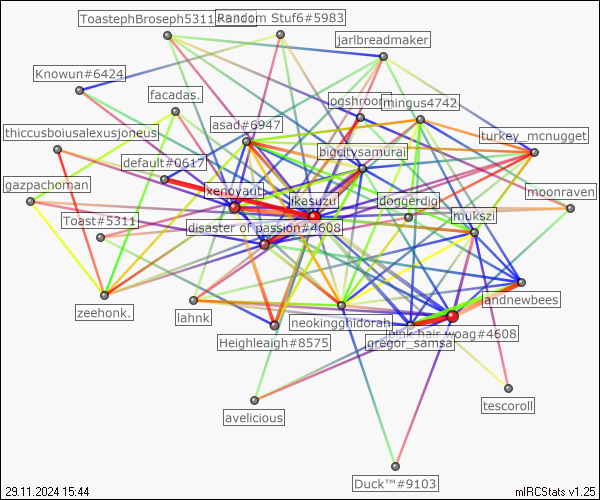 ToastephBroseph5311
Random Stuf6#5983
jarlbreadmaker
Knowun#6424
facadas.
ogshroom
mingus4742
thiccusboiusalexusjoneus
asad#6947
turkey_mcnugget
default#0617
bigcitysamurai
gazpachoman
xenoyaut
ikasuzu
doggerdig
moonraven
Toast#5311
disaster of passion#4608
mukszi
zeehonk.
lahnk
neokingghidorah
andnewbees
Heighleaigh#8575
pink hair woag#4608
gregor_samsa
avelicious
tescoroll
Duck™#9103
29.11.2024 15:44
mIRCStats v1.25